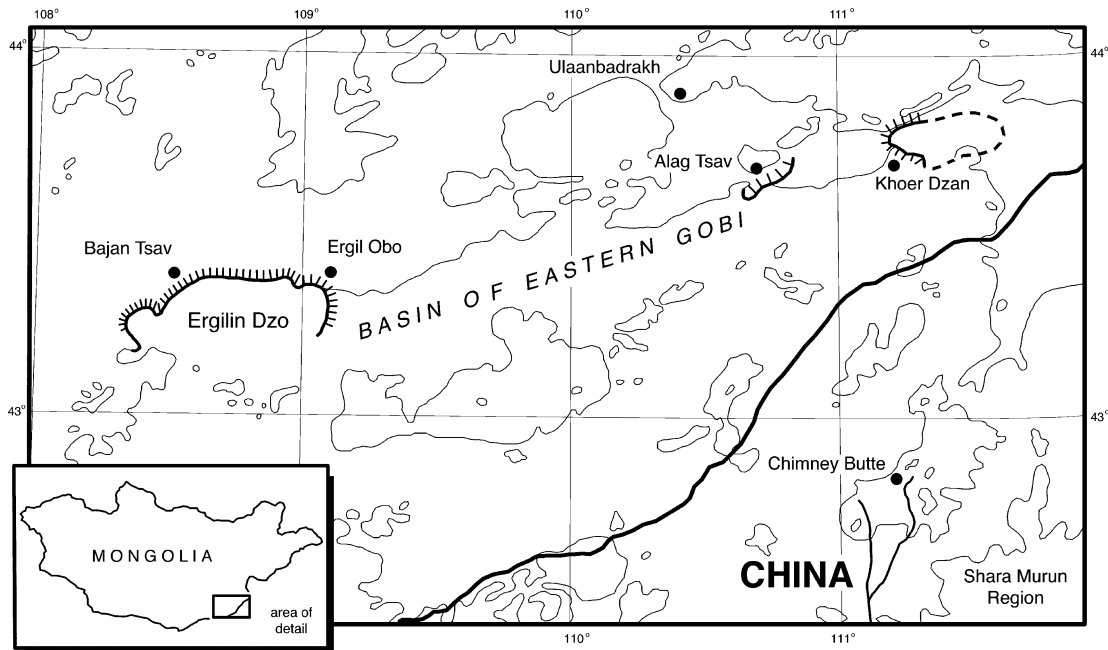 108°
109°
110°
111°
44°
44°
Ulaanbadrakh
Alag Tsav
Khoer Dzan
Bajan Tsav
Ergil Obo
Ergilin Dzo
BASIN OF EASTERN GOBI
43°
43°
Chimney Butte
MONGOLIA
area of
detail
CHINA
Shara Murun
Region
110°
111°